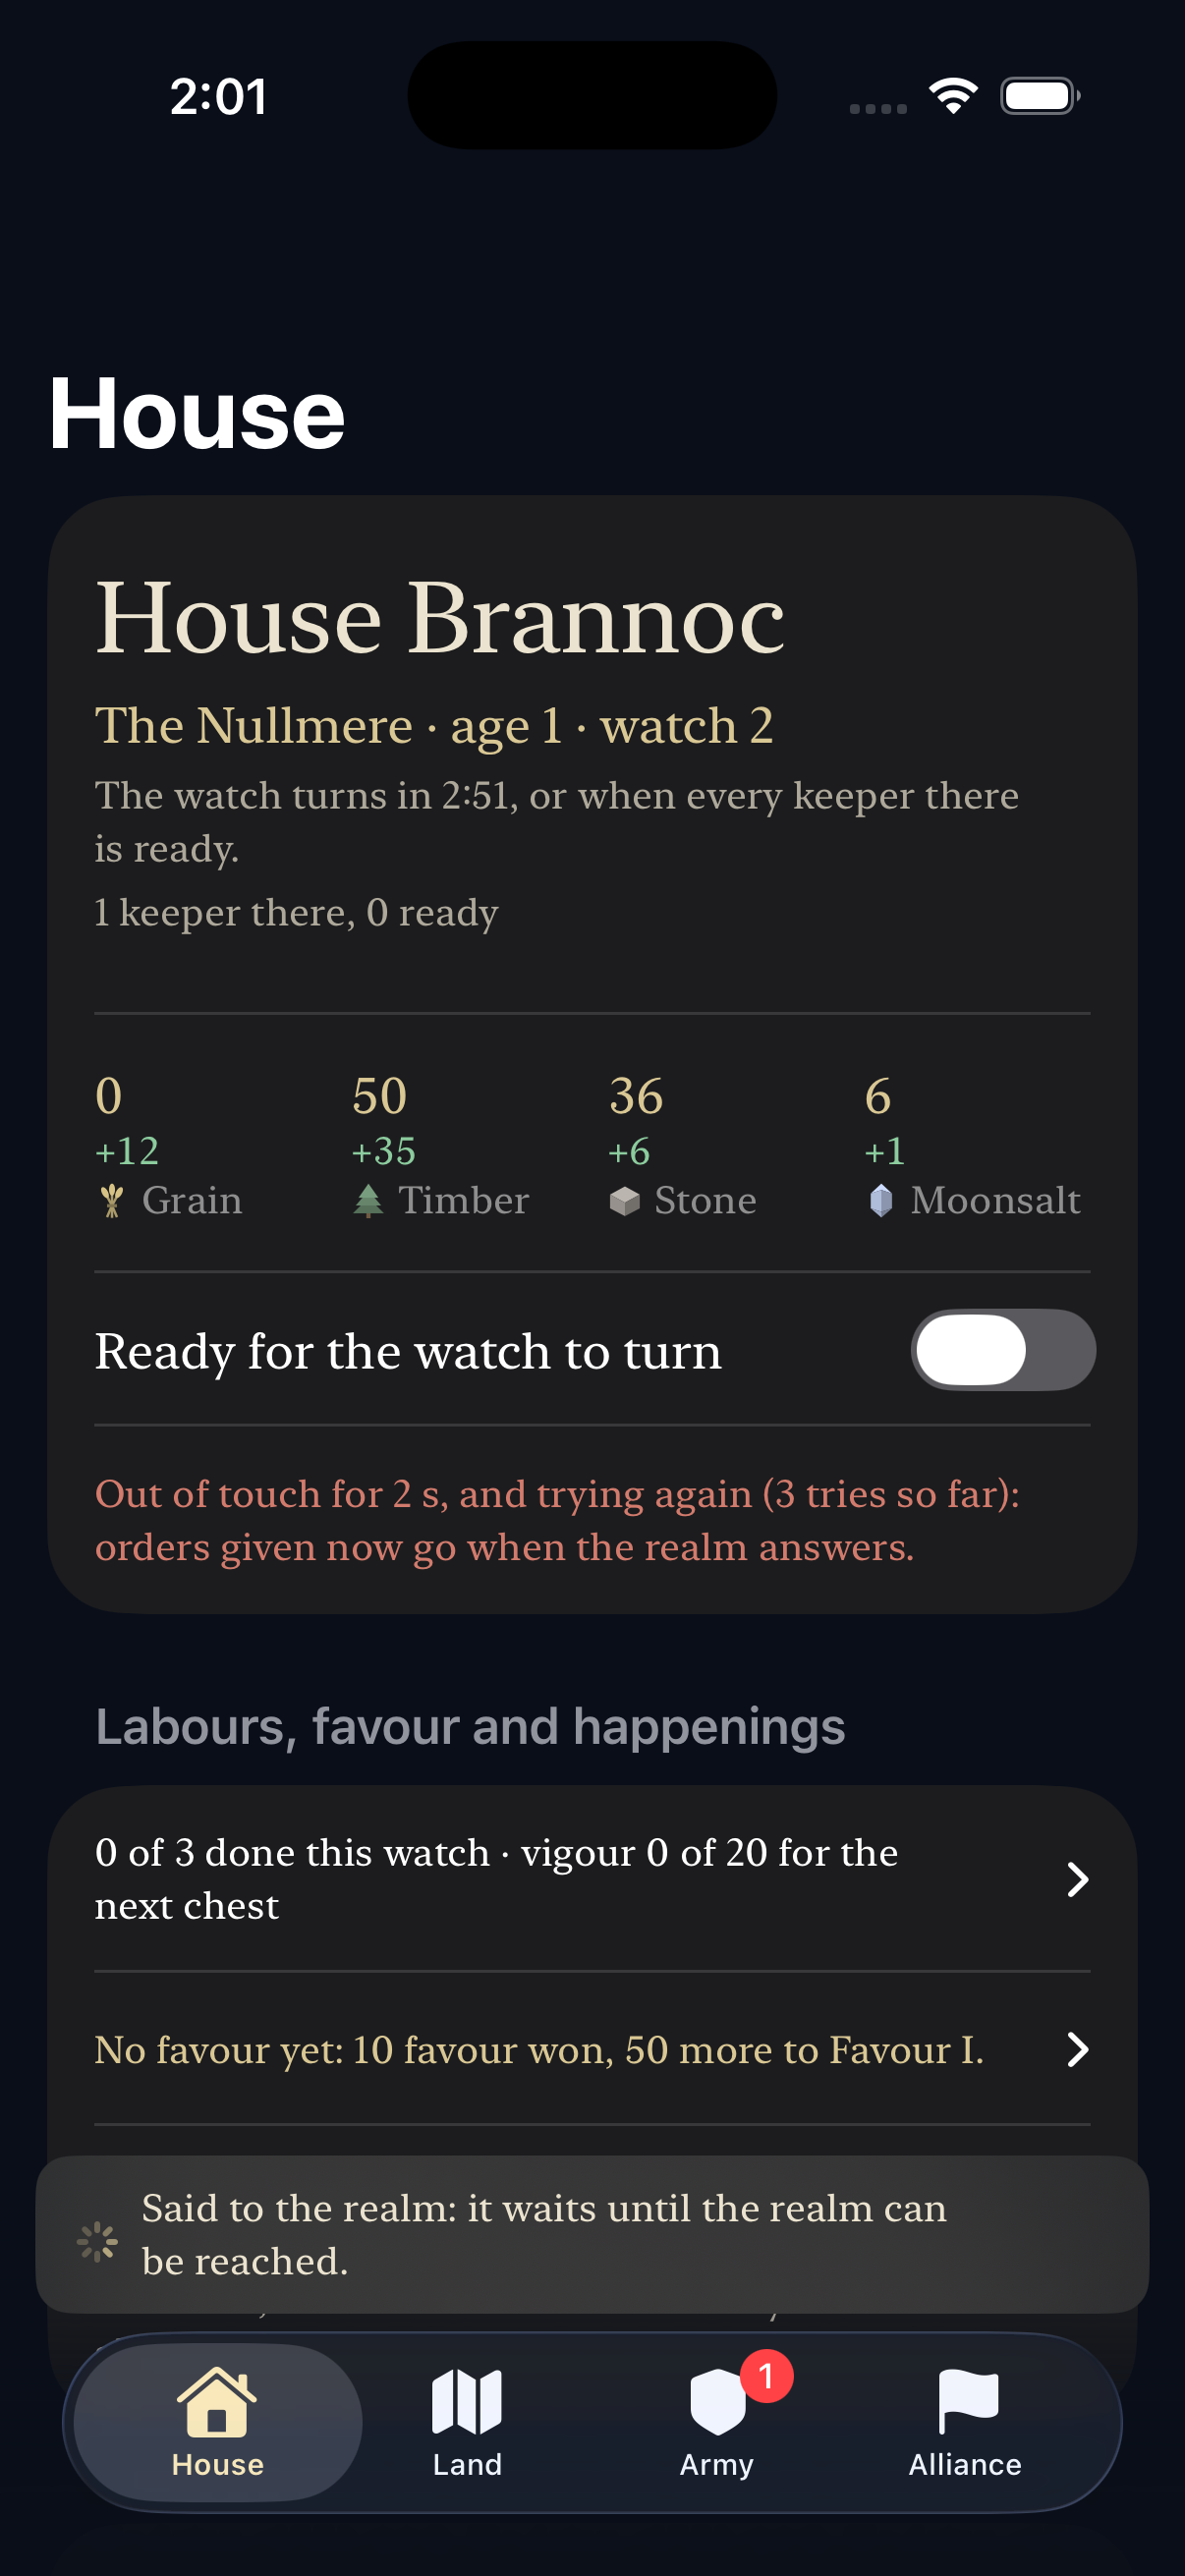 2:01
House
House Brannoc
The Nullmere · age 1 · watch 2
The watch turns in 2:51, or when every keeper there
is ready.
1 keeper there, 0 ready
0 50 36 6
+12 +35 +6 +1
Grain Timber Stone Moonsalt
Ready for the watch to turn
Out of touch for 2 s, and trying again (3 tries so far):
orders given now go when the realm answers.
Labours, favour and happenings
0 of 3 done this watch · vigour 0 of 20 for the
next chest
No favour yet: 10 favour won, 50 more to Favour I.
Said to the realm: it waits until the realm can
be reached.
1
House Land Army Alliance